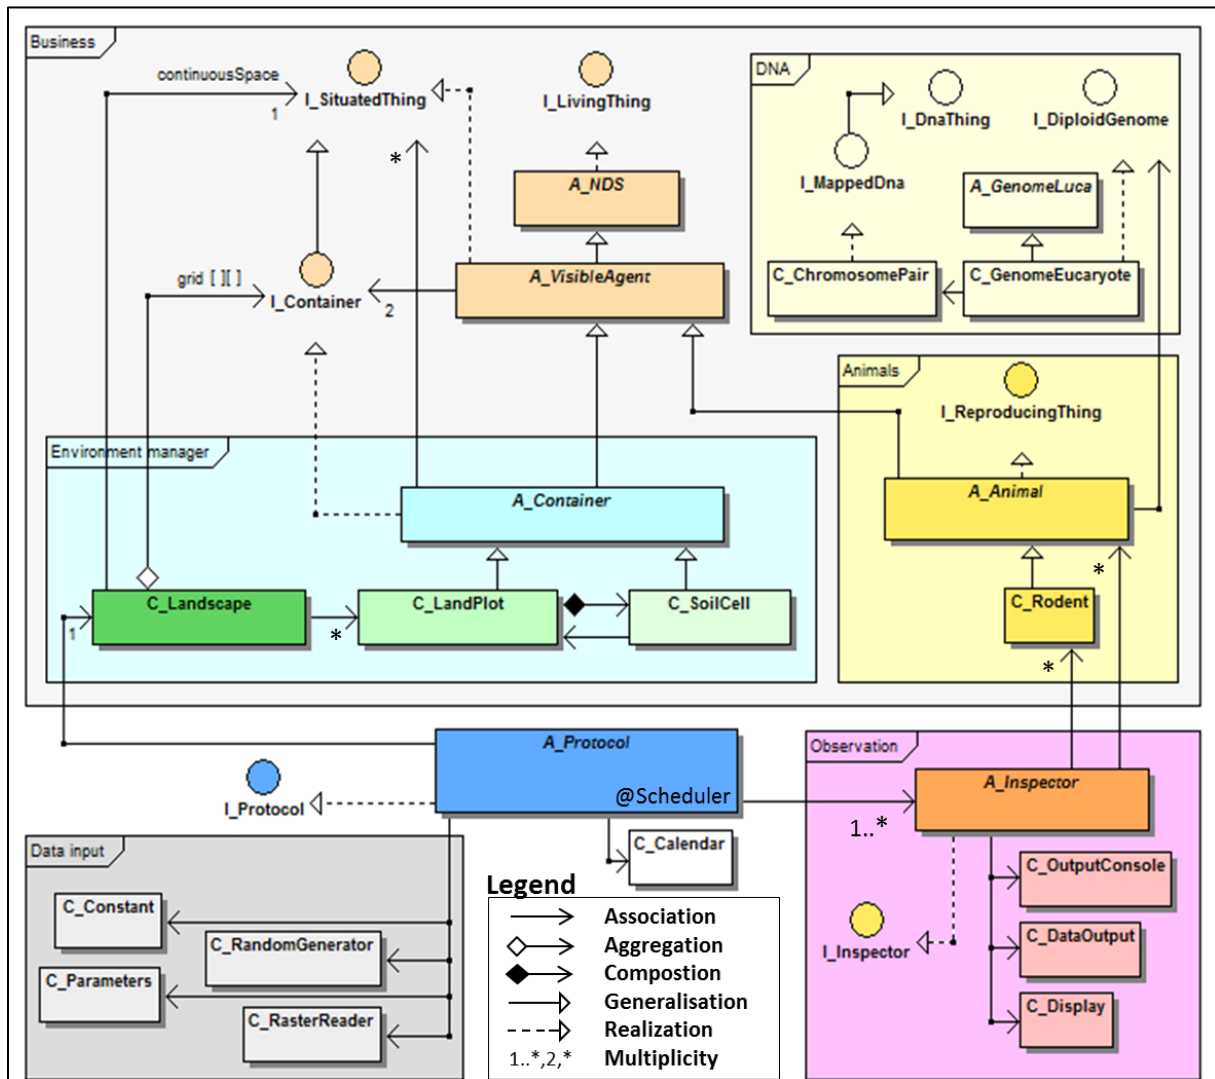 Business
continuousSpace
1
I_SituatedThing
I_LivingThing
DNA
I_DnaThing
I_DiploidGenome
*
I_MappedDna
A_NDS
A_GenomeLuca
grid [ ][ ]
I_Container
2
A_VisibleAgent
C_ChromosomePair
C_GenomeEucaryote
Animals
I_ReproducingThing
Environment manager
A_Container
A_Animal
*
C_Landscape
1
*
C_LandPlot
C_SoilCell
C_Rodent
*
A_Protocol
@Scheduler
I_Protocol
Observation
A_Inspector
1..*
C_Calendar
Data input
C_Constant
C_RandomGenerator
C_Parameters
C_RasterReader
Legend
Association
Aggregation
Compostion
Generalisation
Realization
1..*,2,* Multiplicity
C_OutputConsole
I_Inspector
C_DataOutput
C_Display